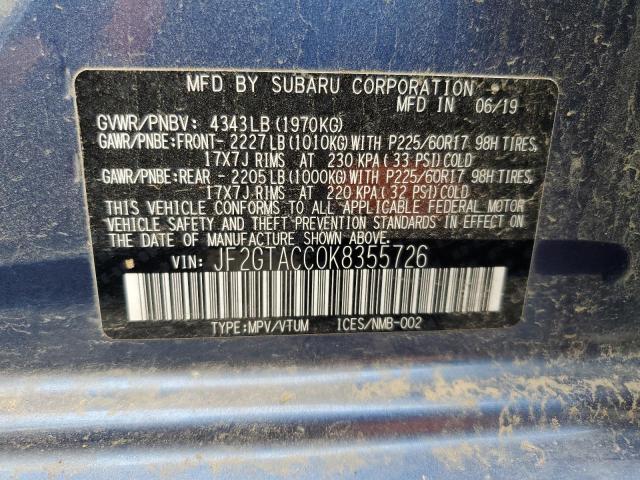 MFD BY SUBARU CORPORATION
MFD IN 06/19
GVWR/PNBV: 4343LB (1970KG)
GAWR/PNBE:FRONT- 2227LB (1010KG) WITH P225/60R17 98H TIRES,
17X7J RIMS AT 230 KPA (33 PSI) COLD
GAWR/PNBE:REAR - 2205LB (1000KG) WITH P225/60R17 98H TIRES,
17X7J RIMS AT 220 KPA (32 PSI) COLD
THIS VEHICLE CONFORMS TO ALL APPLICABLE FEDERAL MOTOR
VEHICLE SAFETY AND THEFT PREVENTION STANDARDS IN EFFECT
ON THE DATE OF MANUFACTURE SHOWN ABOVE.
VIN: JF2GTACC0K8355726
TYPE:MPV/VTUM ICES/NMB-002